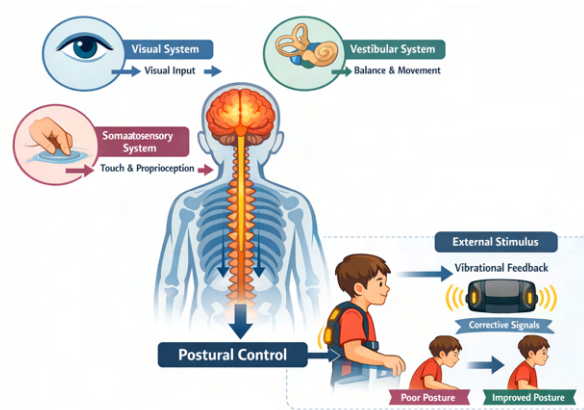 Visual System
Visual Input
Vestibular System
Balance & Movement
Somaatosensory
System
Touch & Proprioception
External Stimulus
Vibrational Feedback
Corrective Signals
Postural Control
Poor Posture
Improved Posture